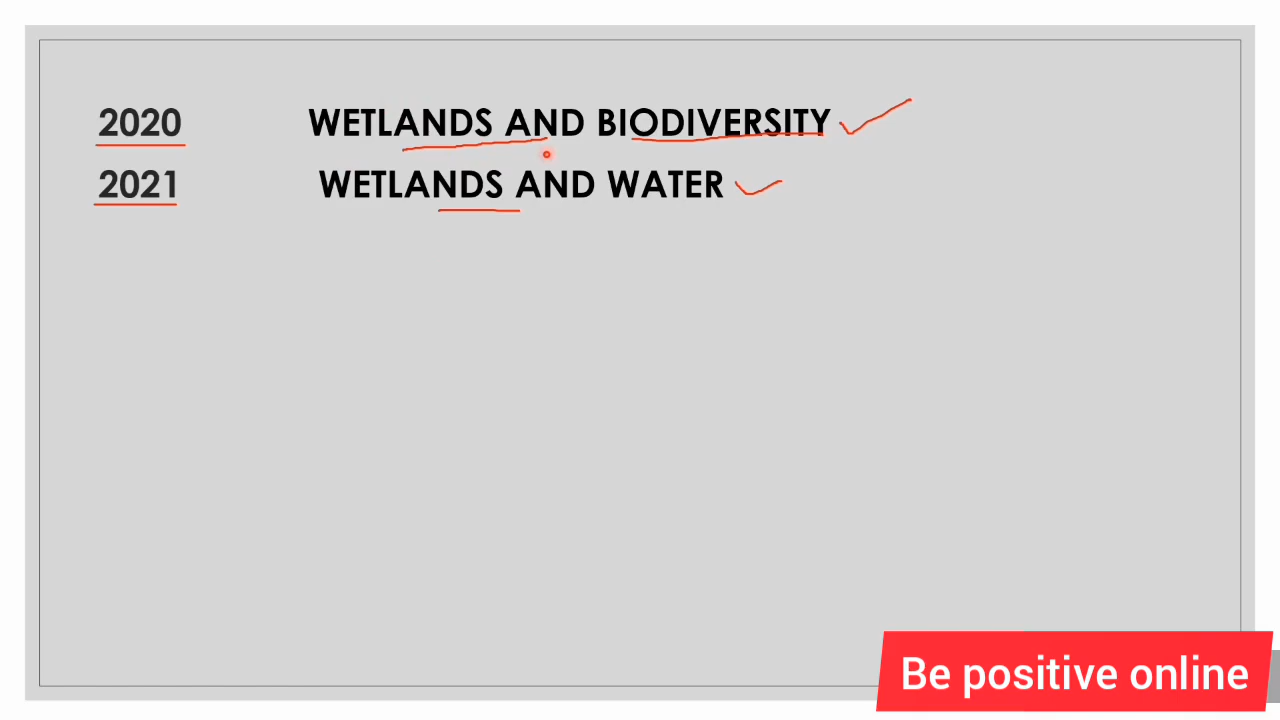 2020 WETLANDS AND BIODIVERSITY
2021 WETLANDS AND WATER
Be positive online